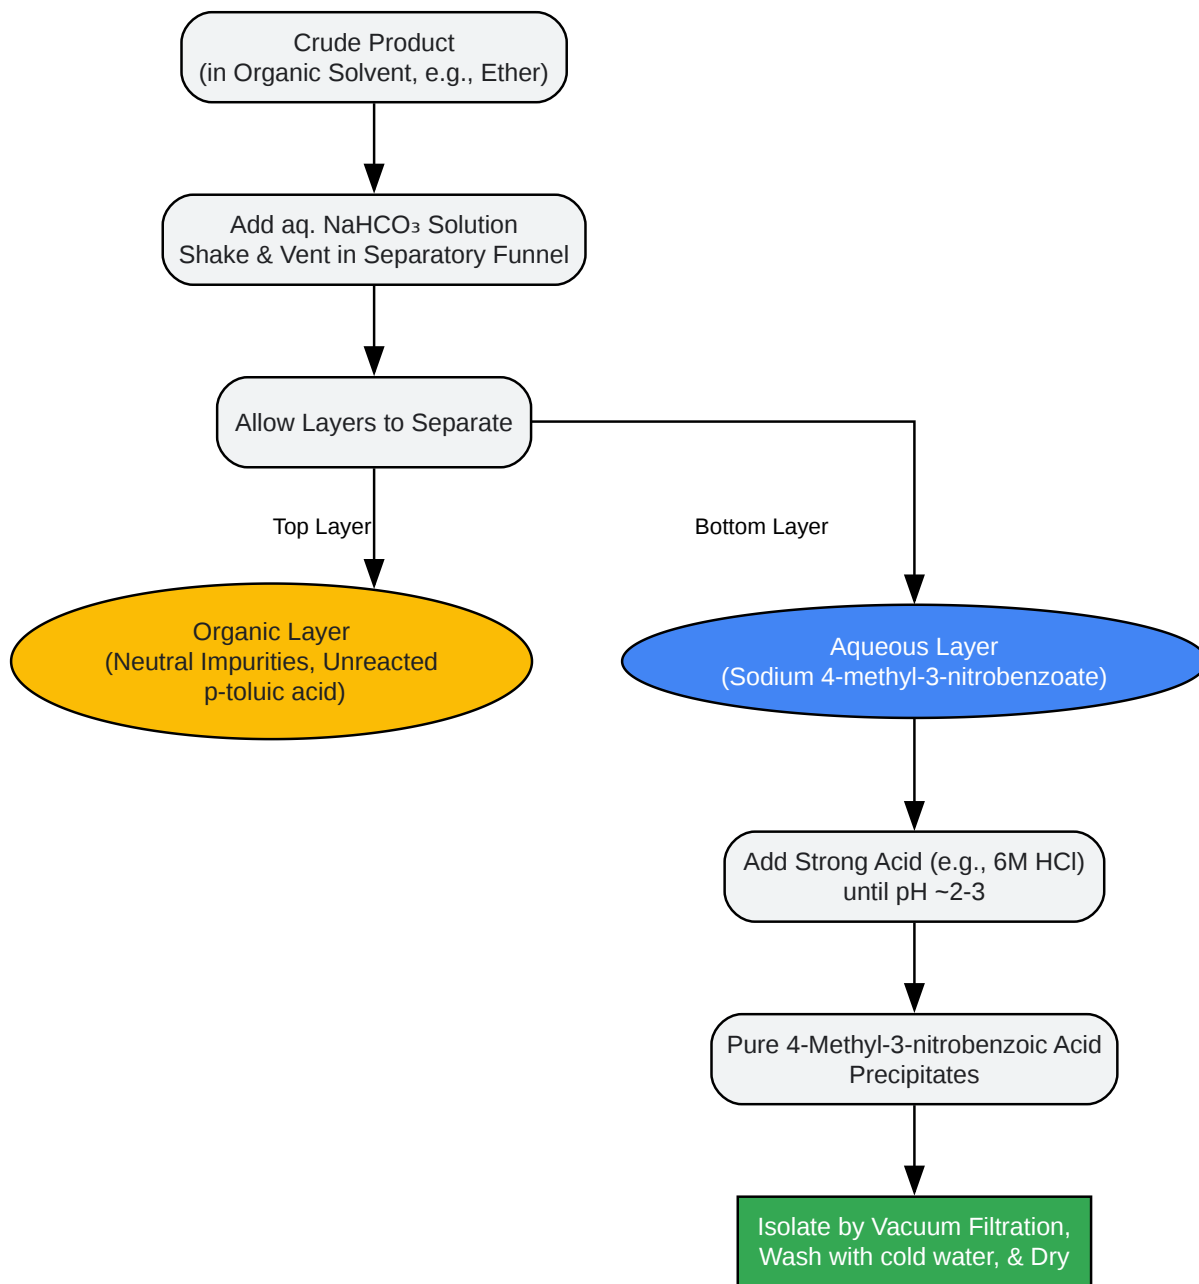 Crude Product
(in Organic Solvent, e.g., Ether)
Add aq. NaHCO₃ Solution
Shake & Vent in Separatory Funnel
Allow Layers to Separate
Top Layer
Bottom Layer
Organic Layer
(Neutral Impurities, Unreacted
p-toluic acid)
Aqueous Layer
(Sodium 4-methyl-3-nitrobenzoate)
Add Strong Acid (e.g., 6M HCl)
until pH ~2-3
Pure 4-Methyl-3-nitrobenzoic Acid
Precipitates
Isolate by Vacuum Filtration,
Wash with cold water, & Dry